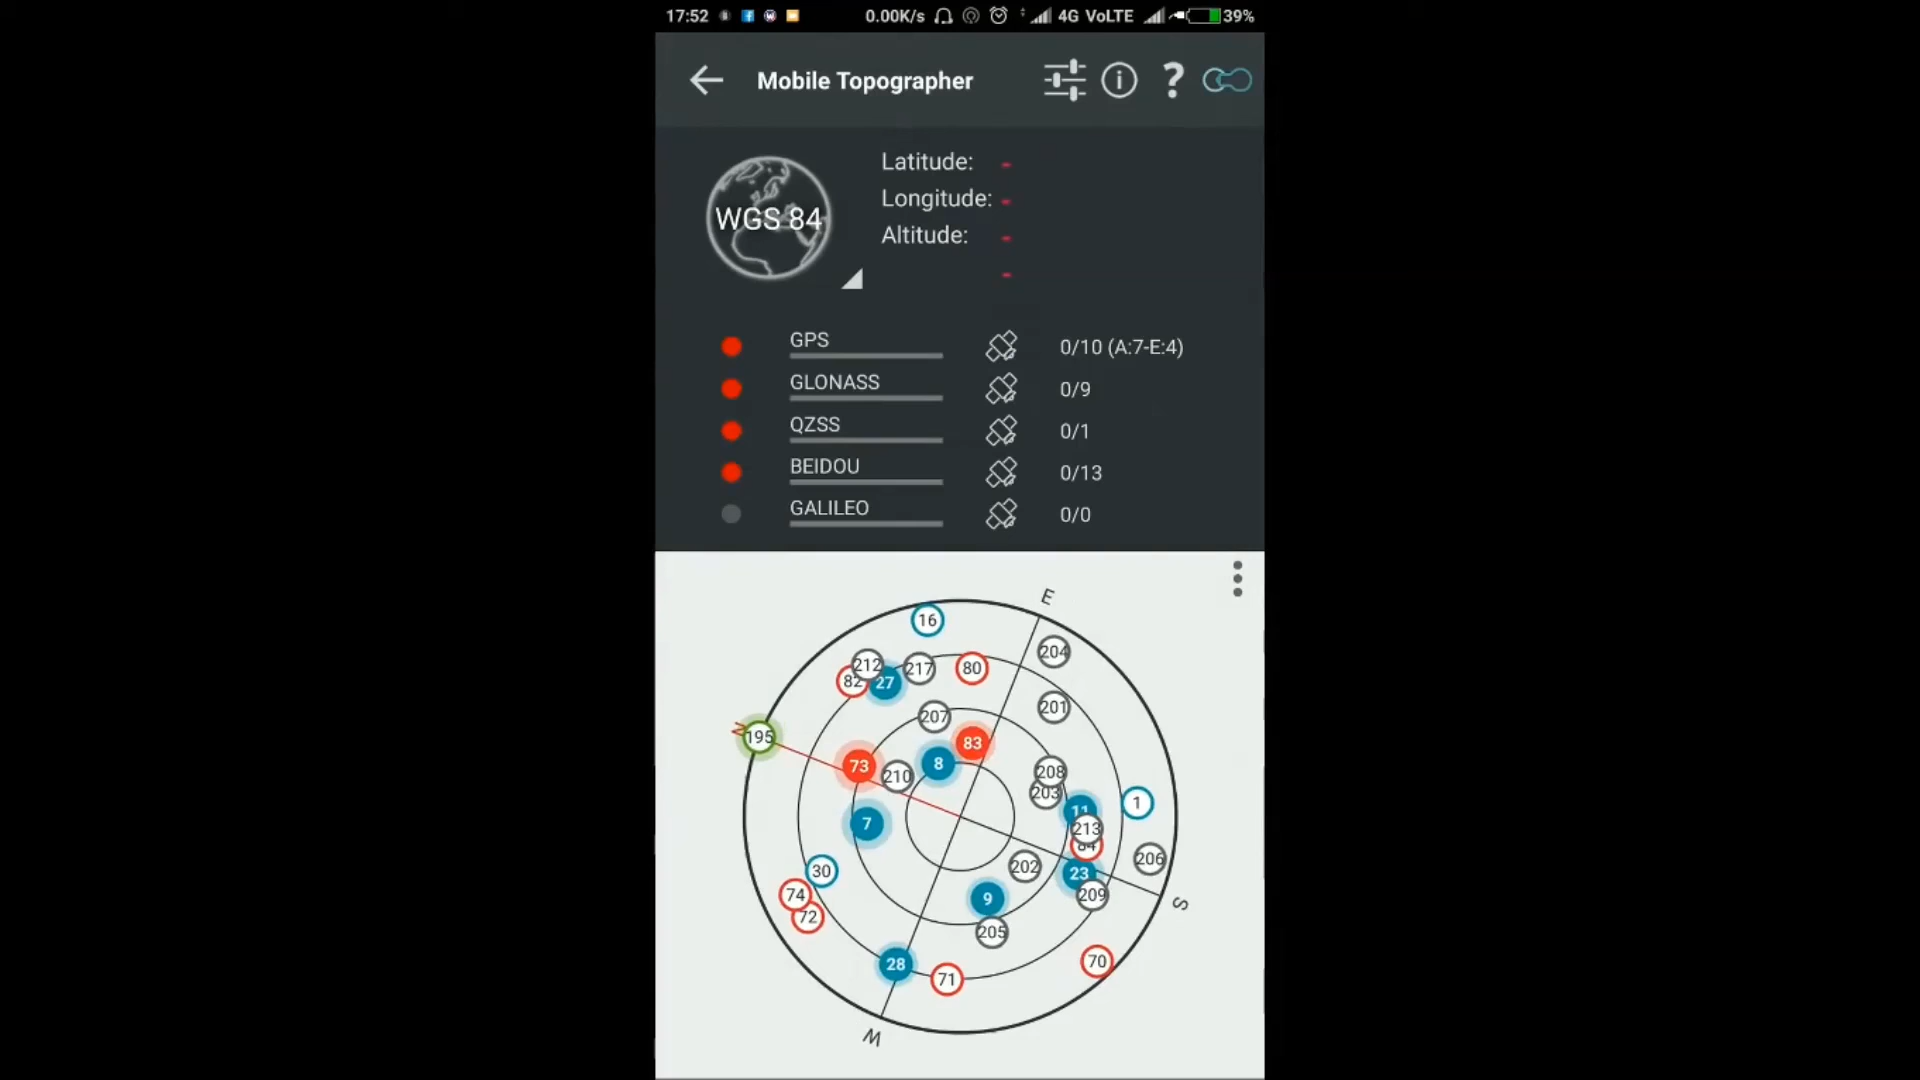 17:52 0.00K/s 4G VoLTE 39%
Mobile Topographer
WGS 84
Latitude: -
Longitude: -
Altitude: -
-
GPS 0/10 (A:7-E:4)
GLONASS 0/9
QZSS 0/1
BEIDOU 0/13
GALILEO 0/0
E
16
204
212
217
80
82
27
201
207
N
195
83
73
8
210
208
203
1
11
7
213
84
206
202
30
23
74
209
9
S
72
205
28
70
71
W